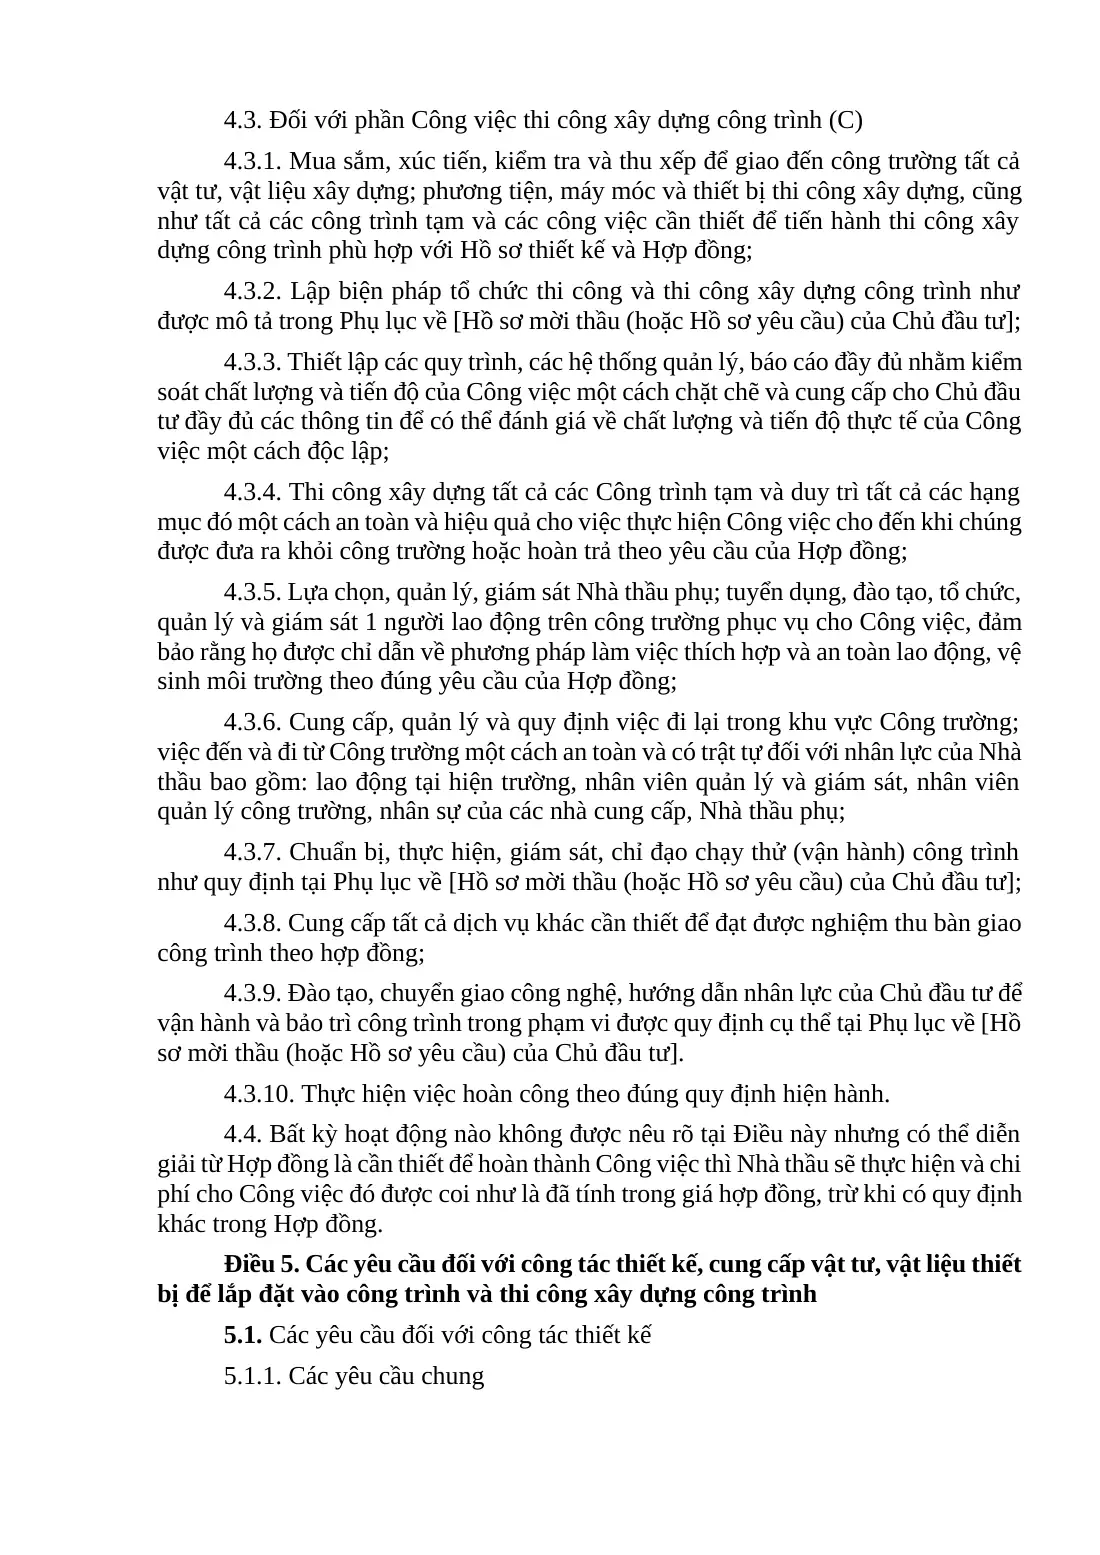 4.3. Đối với phần Công việc thi công xây dựng công trình (C)
4.3.1. Mua sắm, xúc tiến, kiểm tra và thu xếp để giao đến công trường tất cả
vật tư, vật liệu xây dựng; phương tiện, máy móc và thiết bị thi công xây dựng, cũng
như tất cả các công trình tạm và các công việc cần thiết để tiến hành thi công xây
dựng công trình phù hợp với Hồ sơ thiết kế và Hợp đồng;
4.3.2. Lập biện pháp tổ chức thi công và thi công xây dựng công trình như
được mô tả trong Phụ lục về [Hồ sơ mời thầu (hoặc Hồ sơ yêu cầu) của Chủ đầu tư];
4.3.3. Thiết lập các quy trình, các hệ thống quản lý, báo cáo đầy đủ nhằm kiểm
soát chất lượng và tiến độ của Công việc một cách chặt chẽ và cung cấp cho Chủ đầu
tư đầy đủ các thông tin để có thể đánh giá về chất lượng và tiến độ thực tế của Công
việc một cách độc lập;
4.3.4. Thi công xây dựng tất cả các Công trình tạm và duy trì tất cả các hạng
mục đó một cách an toàn và hiệu quả cho việc thực hiện Công việc cho đến khi chúng
được đưa ra khỏi công trường hoặc hoàn trả theo yêu cầu của Hợp đồng;
4.3.5. Lựa chọn, quản lý, giám sát Nhà thầu phụ; tuyển dụng, đào tạo, tổ chức,
quản lý và giám sát 1 người lao động trên công trường phục vụ cho Công việc, đảm
bảo rằng họ được chỉ dẫn về phương pháp làm việc thích hợp và an toàn lao động, vệ
sinh môi trường theo đúng yêu cầu của Hợp đồng;
4.3.6. Cung cấp, quản lý và quy định việc đi lại trong khu vực Công trường;
việc đến và đi từ Công trường một cách an toàn và có trật tự đối với nhân lực của Nhà
thầu bao gồm: lao động tại hiện trường, nhân viên quản lý và giám sát, nhân viên
quản lý công trường, nhân sự của các nhà cung cấp, Nhà thầu phụ;
4.3.7. Chuẩn bị, thực hiện, giám sát, chỉ đạo chạy thử (vận hành) công trình
như quy định tại Phụ lục về [Hồ sơ mời thầu (hoặc Hồ sơ yêu cầu) của Chủ đầu tư];
4.3.8. Cung cấp tất cả dịch vụ khác cần thiết để đạt được nghiệm thu bàn giao
công trình theo hợp đồng;
4.3.9. Đào tạo, chuyển giao công nghệ, hướng dẫn nhân lực của Chủ đầu tư để
vận hành và bảo trì công trình trong phạm vi được quy định cụ thể tại Phụ lục về [Hồ
sơ mời thầu (hoặc Hồ sơ yêu cầu) của Chủ đầu tư].
4.3.10. Thực hiện việc hoàn công theo đúng quy định hiện hành.
4.4. Bất kỳ hoạt động nào không được nêu rõ tại Điều này nhưng có thể diễn
giải từ Hợp đồng là cần thiết để hoàn thành Công việc thì Nhà thầu sẽ thực hiện và chi
phí cho Công việc đó được coi như là đã tính trong giá hợp đồng, trừ khi có quy định
khác trong Hợp đồng.
Điều 5. Các yêu cầu đối với công tác thiết kế, cung cấp vật tư, vật liệu thiết
bị để lắp đặt vào công trình và thi công xây dựng công trình
5.1. Các yêu cầu đối với công tác thiết kế
5.1.1. Các yêu cầu chung